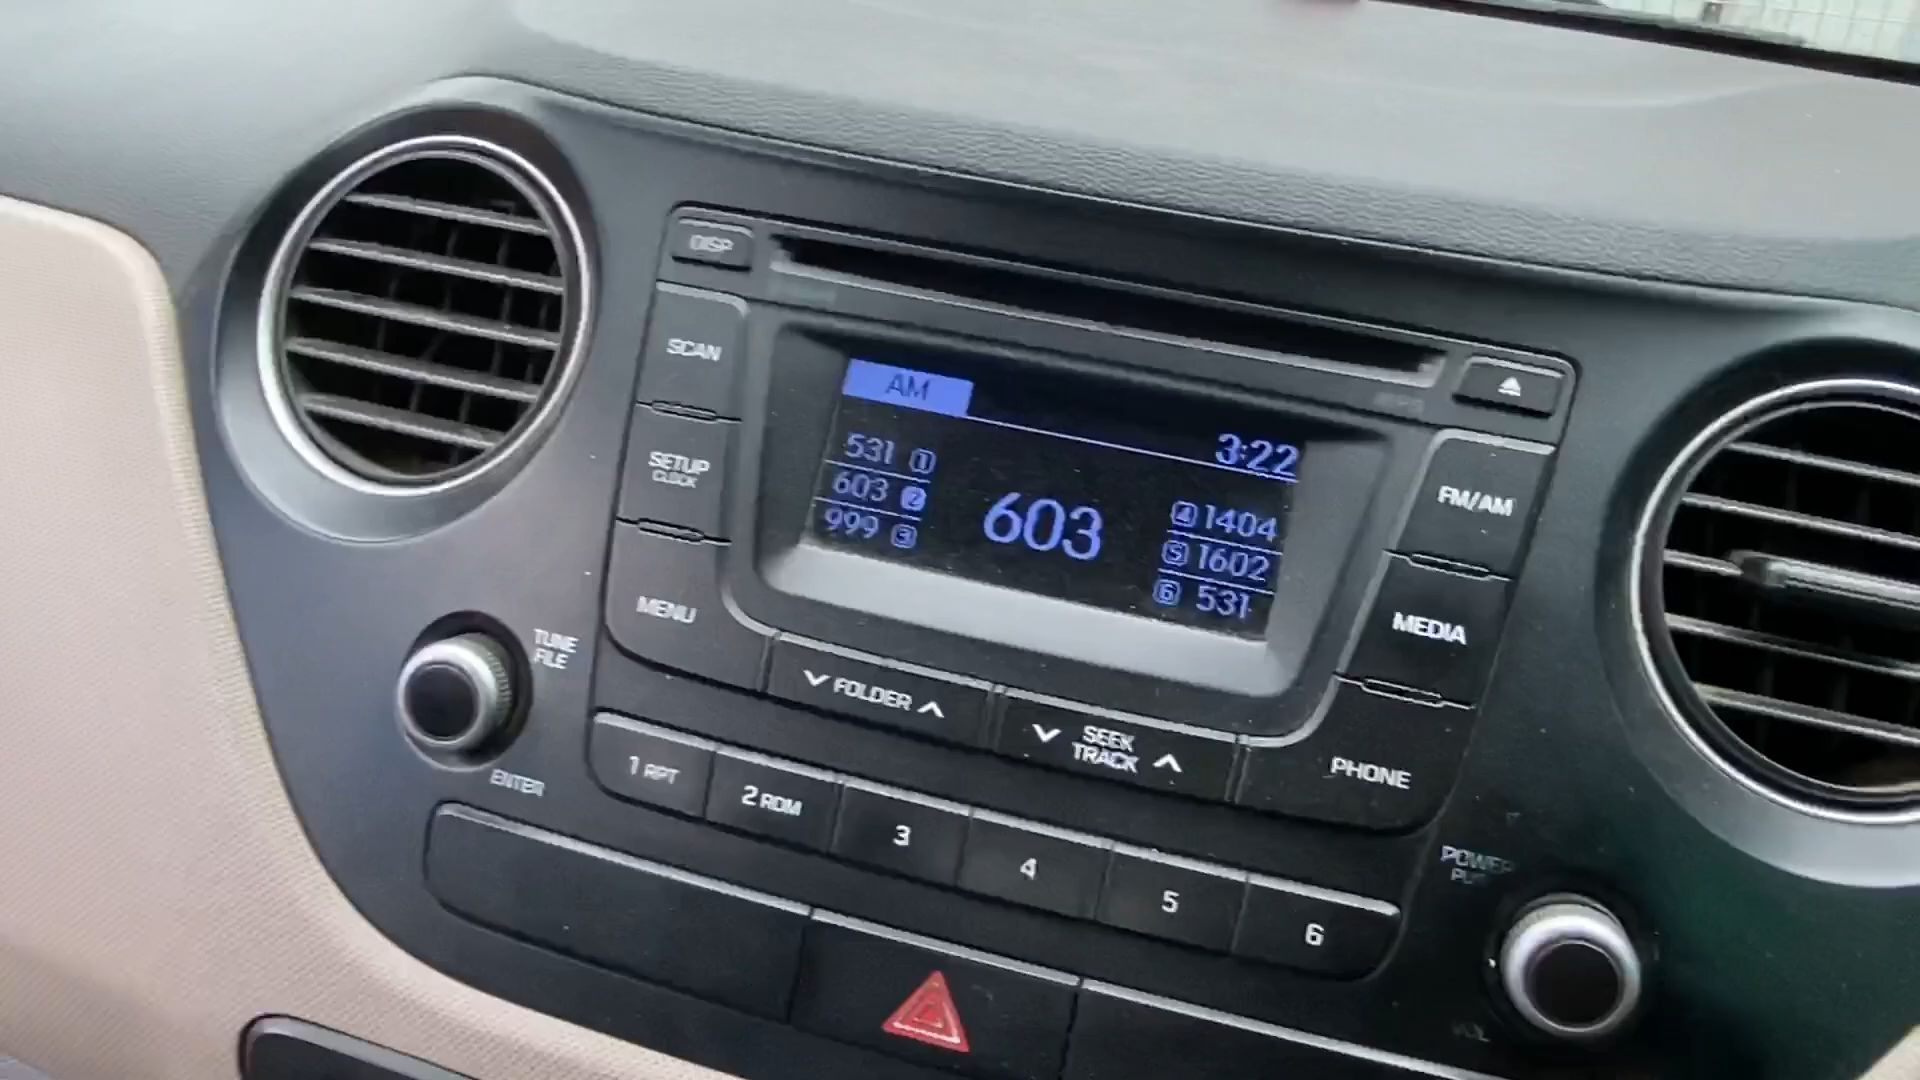 DISP
SCAN
SETUP
CLOCK
MENU
TUNE
FILE
ENTER
AM
3:22
531 1
603 2
999 3
603
4 1404
5 1602
6 531
FM/AM
MEDIA
PHONE
FOLDER
SEEK
TRACK
1 RPT
2 RDM
3
4
5
6
POWER